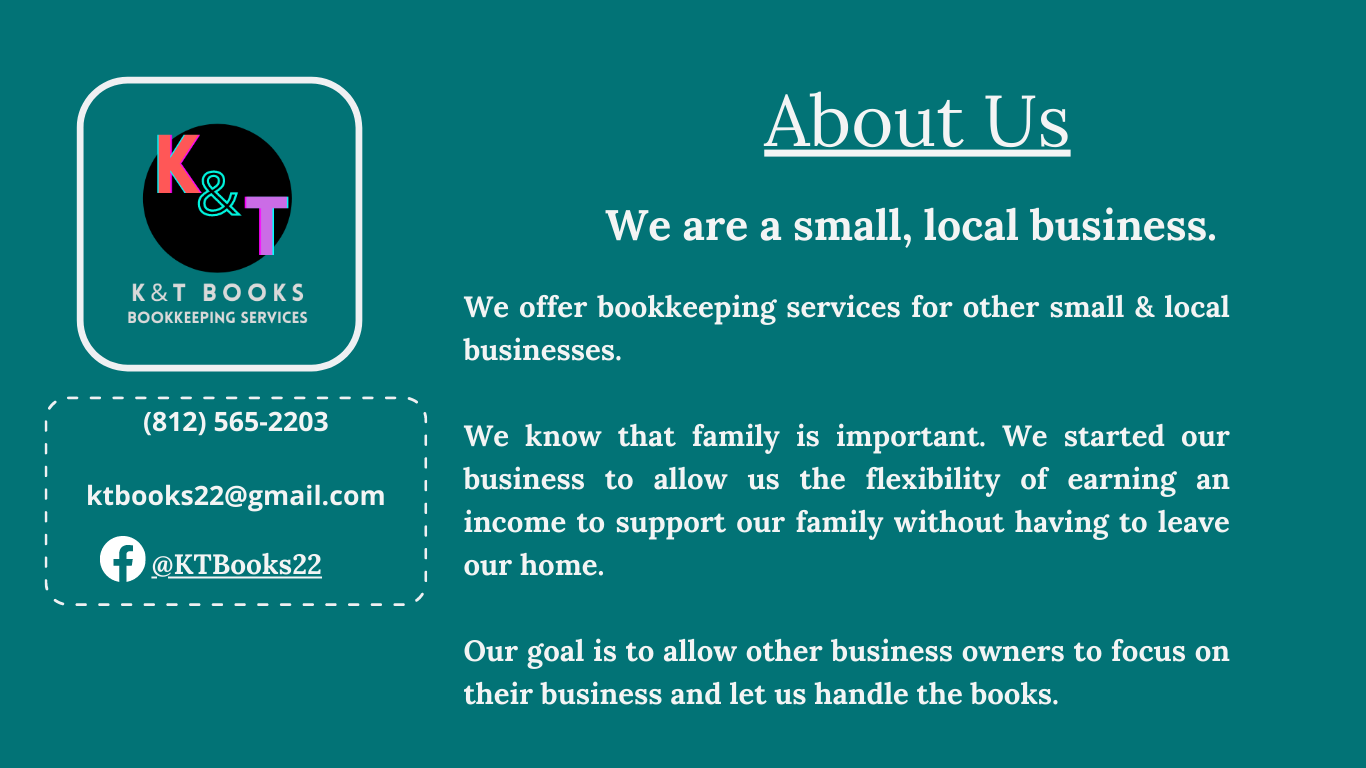 K
&
T
K&T BOOKS
BOOKKEEPING SERVICES
(812) 565-2203
ktbooks22@gmail.com
@KTBooks22
About Us
We are a small, local business.
We offer bookkeeping services for other small & local
businesses.
We know that family is important. We started our
business to allow us the flexibility of earning an
income to support our family without having to leave
our home.
Our goal is to allow other business owners to focus on
their business and let us handle the books.